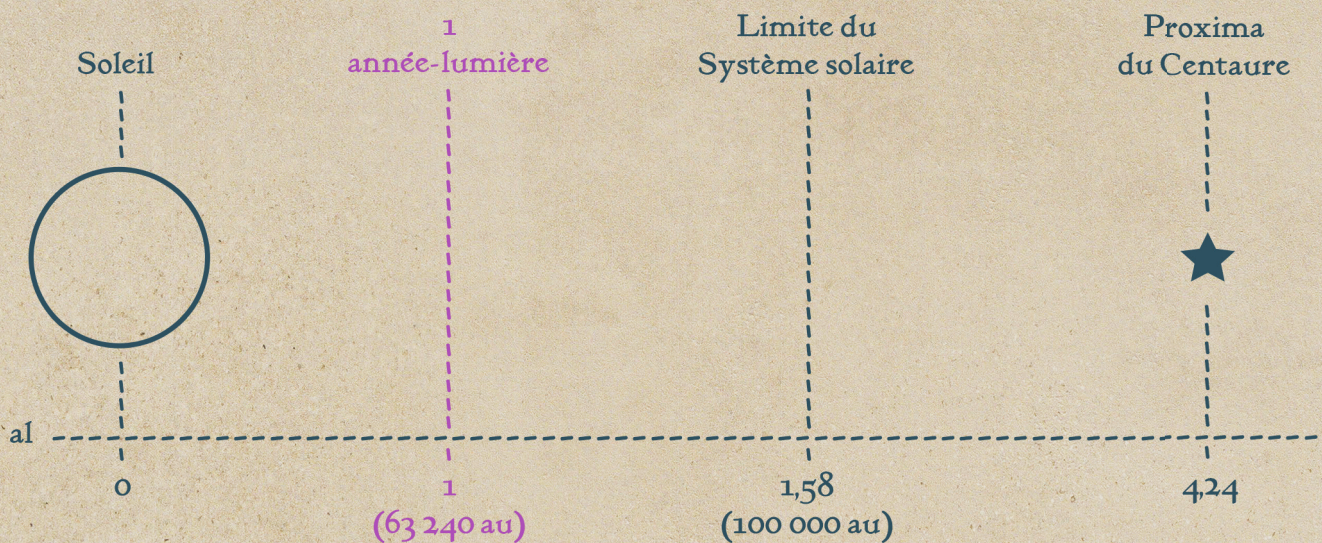 Soleil
1
année-lumière
Limite du
Système solaire
Proxima
du Centaure
al
0
1
(63 240 au)
1,58
(100 000 au)
4,24